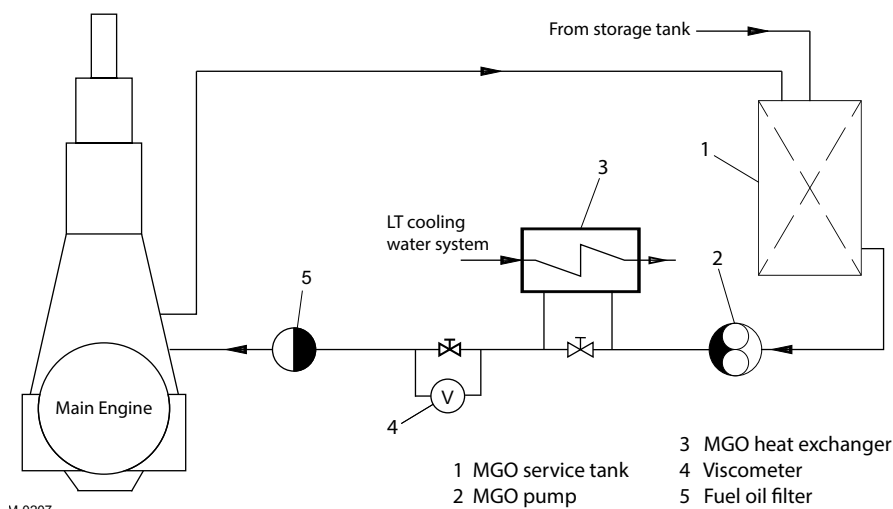 From storage tank
1
3
LT cooling
water system
2
5
Main Engine
V
4
1 MGO service tank
2 MGO pump
3 MGO heat exchanger
4 Viscometer
5 Fuel oil filter